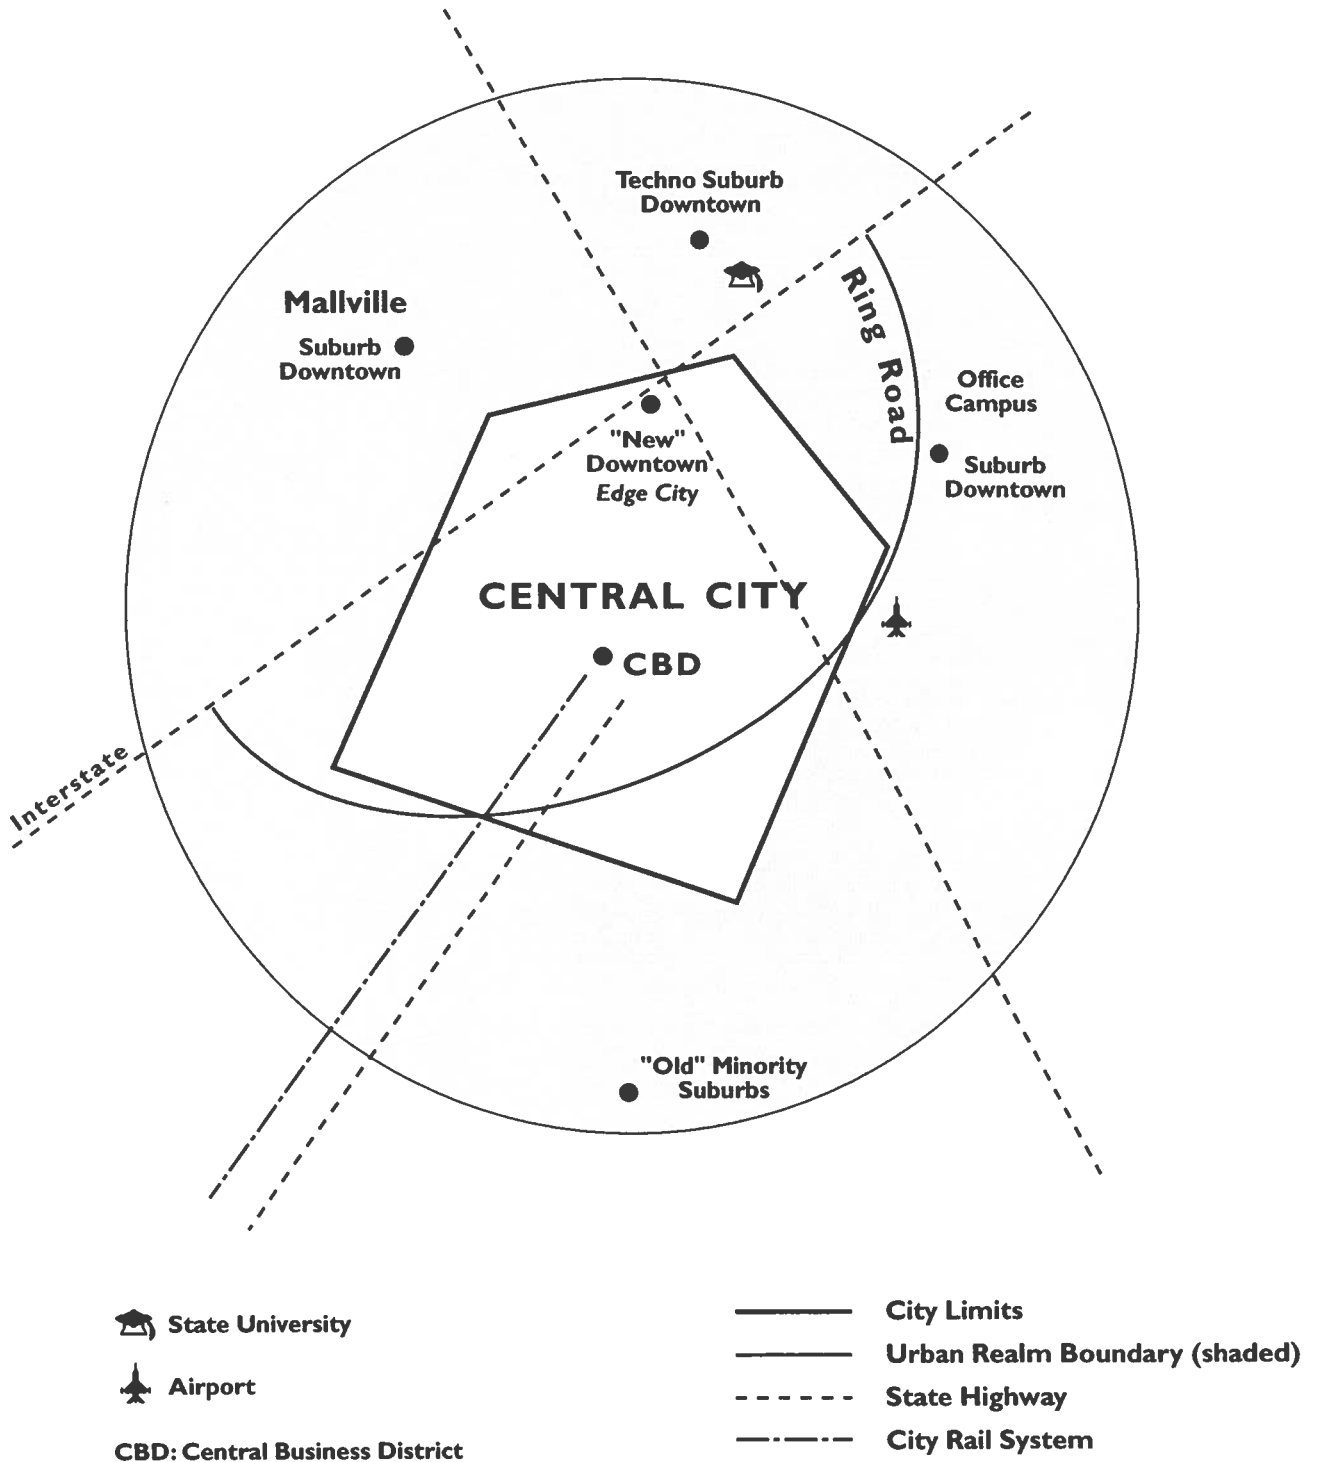 Techno Suburb
Downtown
Mallville
Suburb
Downtown
Ring Road
Office
Campus
Suburb
Downtown
"New"
Downtown
Edge City
CENTRAL CITY
CBD
Interstate
"Old" Minority
Suburbs
State University
Airport
CBD: Central Business District
City Limits
Urban Realm Boundary (shaded)
State Highway
City Rail System